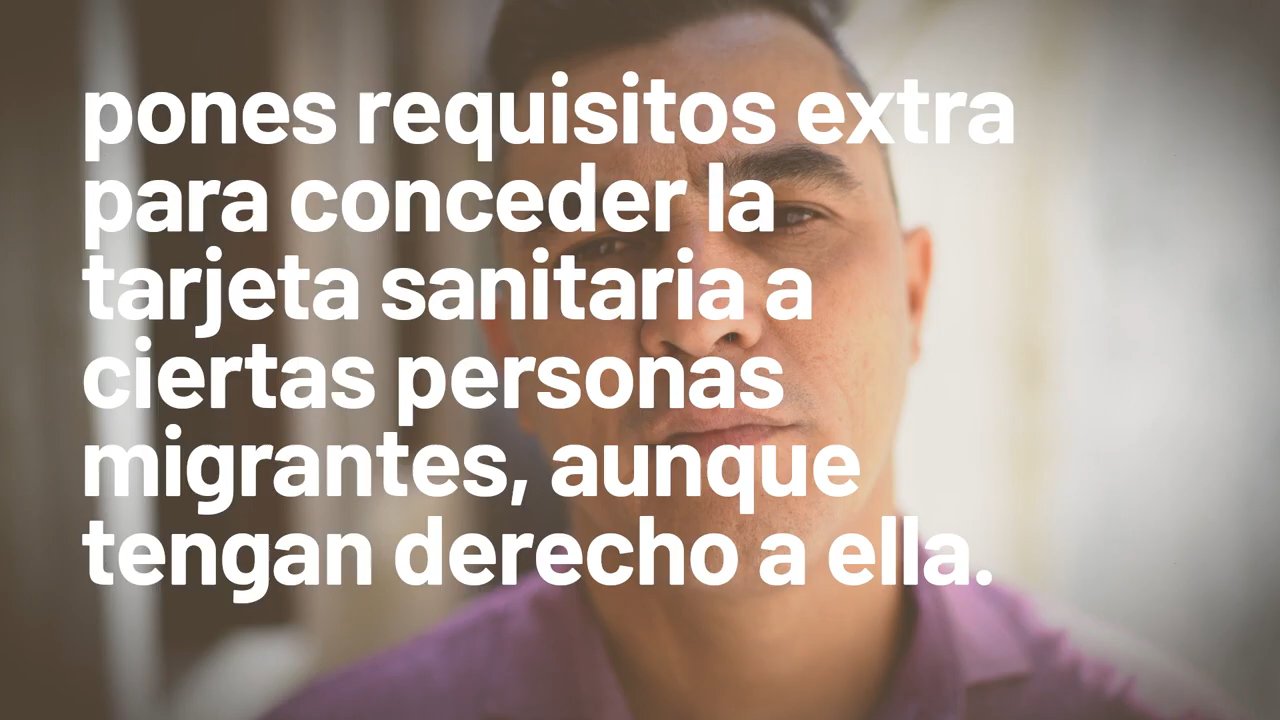 pones requisitos extra
para conceder la
tarjeta sanitaria a
ciertas personas
migrantes, aunque
tengan derecho a ella.